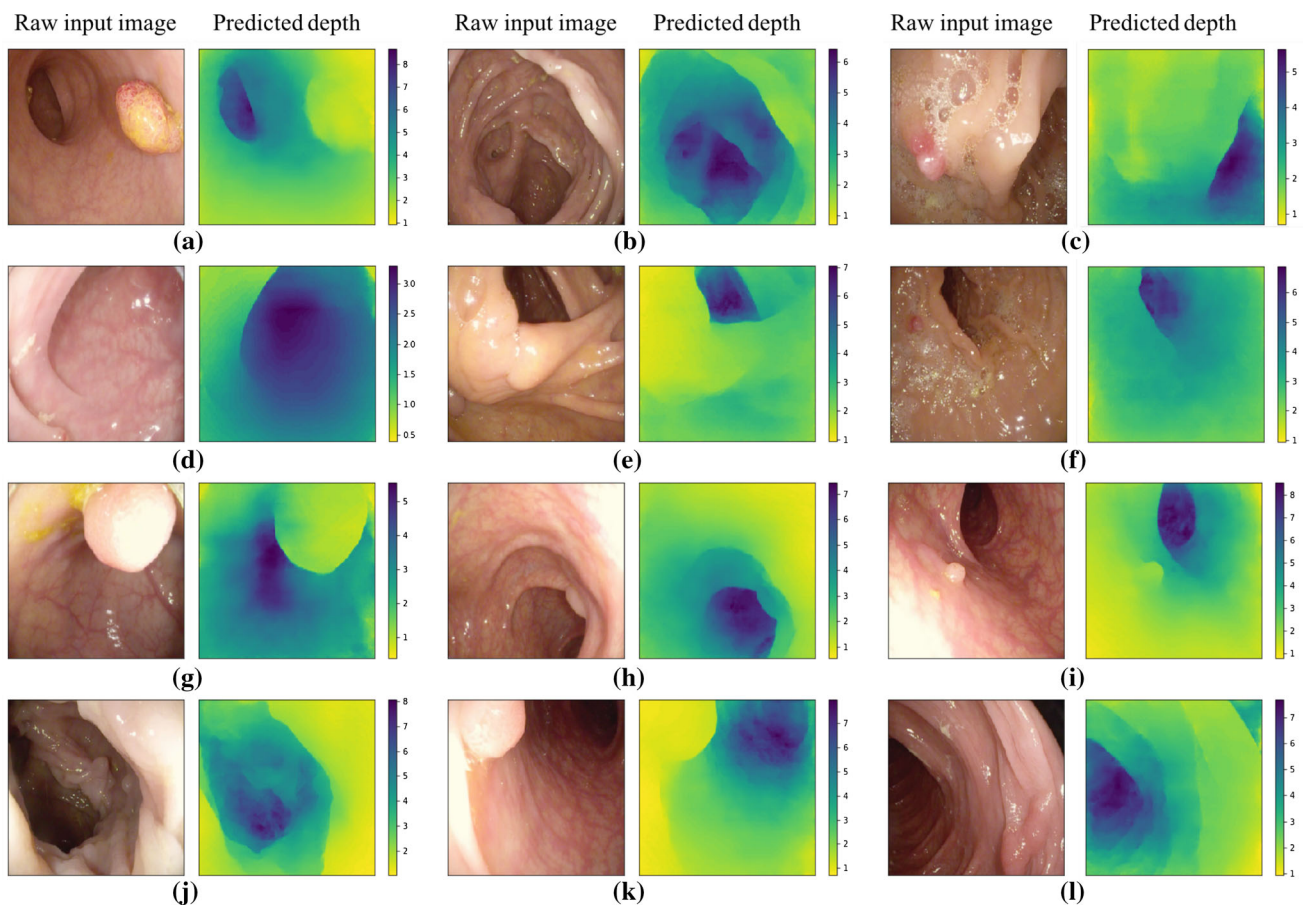 Raw input image Predicted depth Raw input image Predicted depth Raw input image Predicted depth
8 7 6 5 4 3 2 1
6 5 4 3 2 1
5 4 3 2 1
(a) (b) (c)
3.0 2.5 2.0 1.5 1.0 0.5
7 6 5 4 3 2 1
6 5 4 3 2 1
(d) (e) (f)
5 4 3 2 1
7 6 5 4 3 2 1
8 7 6 5 4 3 2 1
(g) (h) (i)
8 7 6 5 4 3 2
7 6 5 4 3 2 1
7 6 5 4 3 2 1
(j) (k) (l)